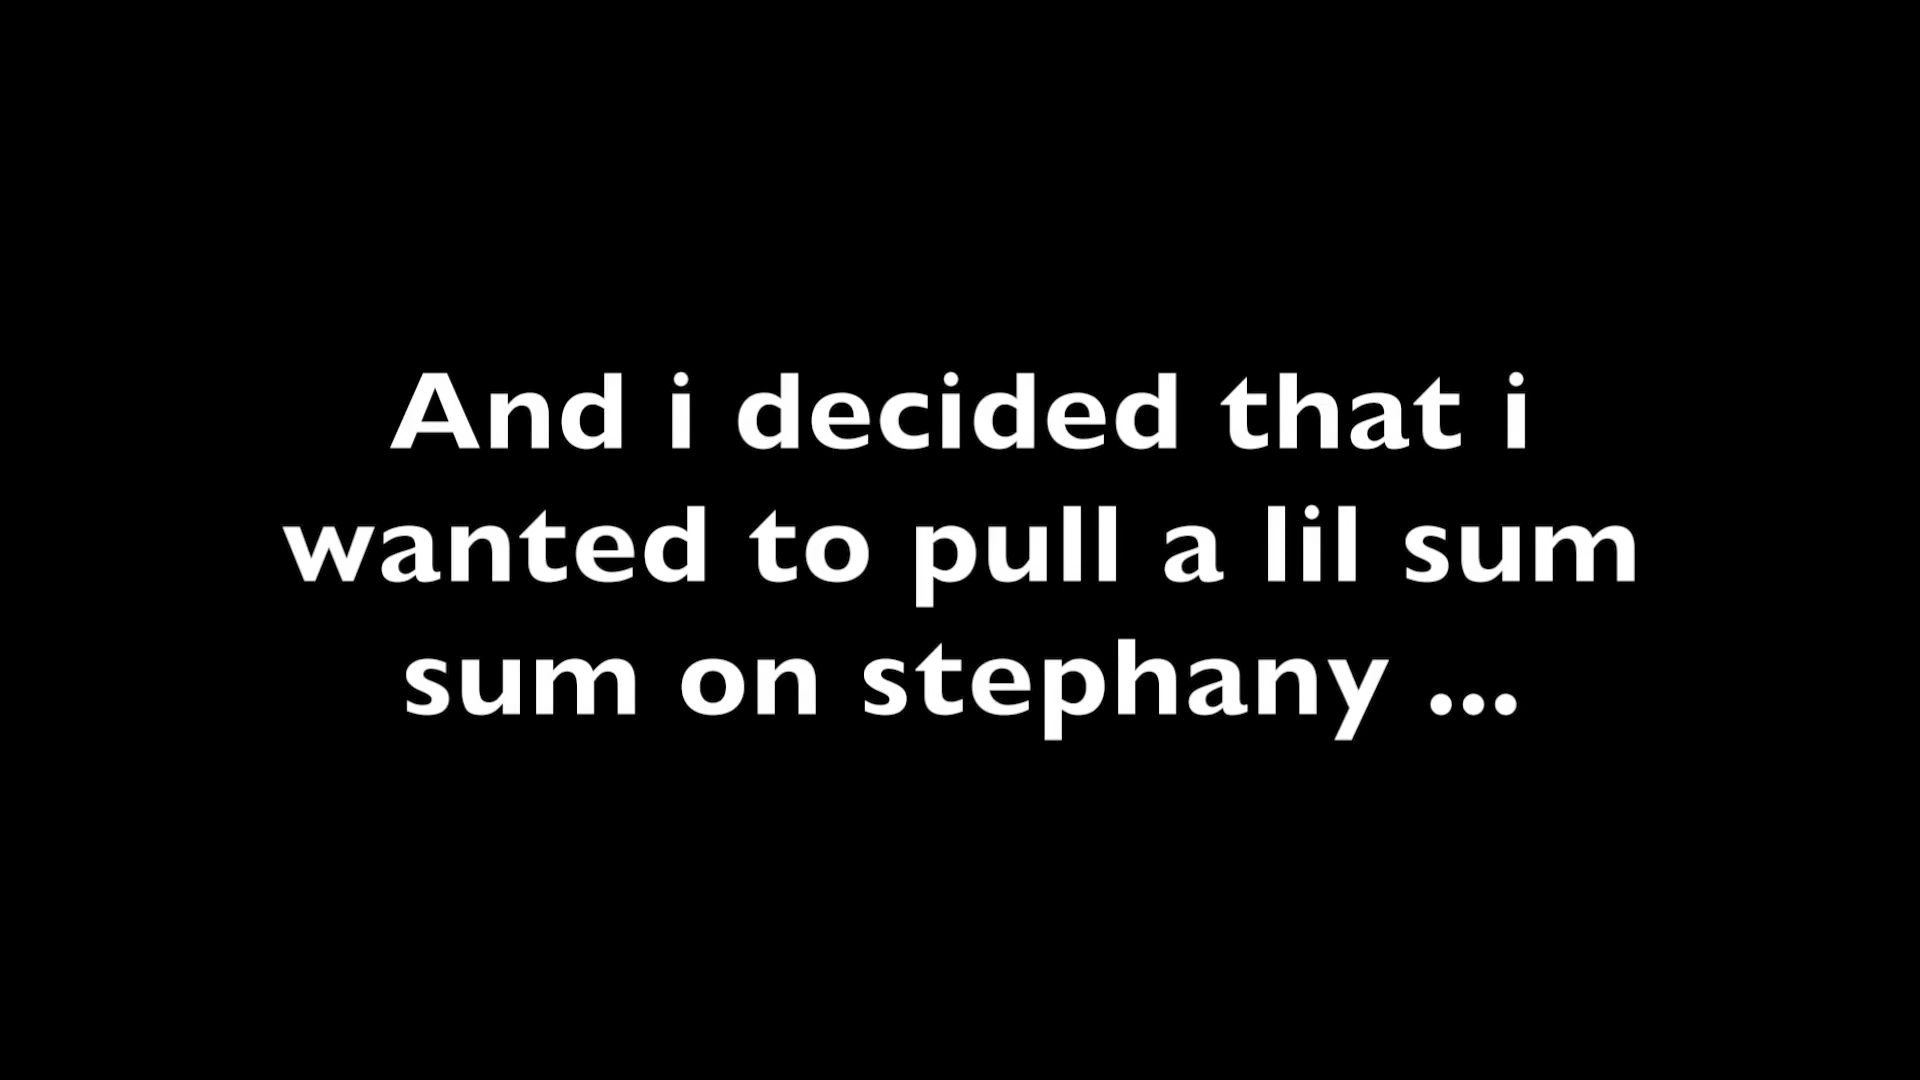 And i decided that i
wanted to pull a lil sum
sum on stephany ...